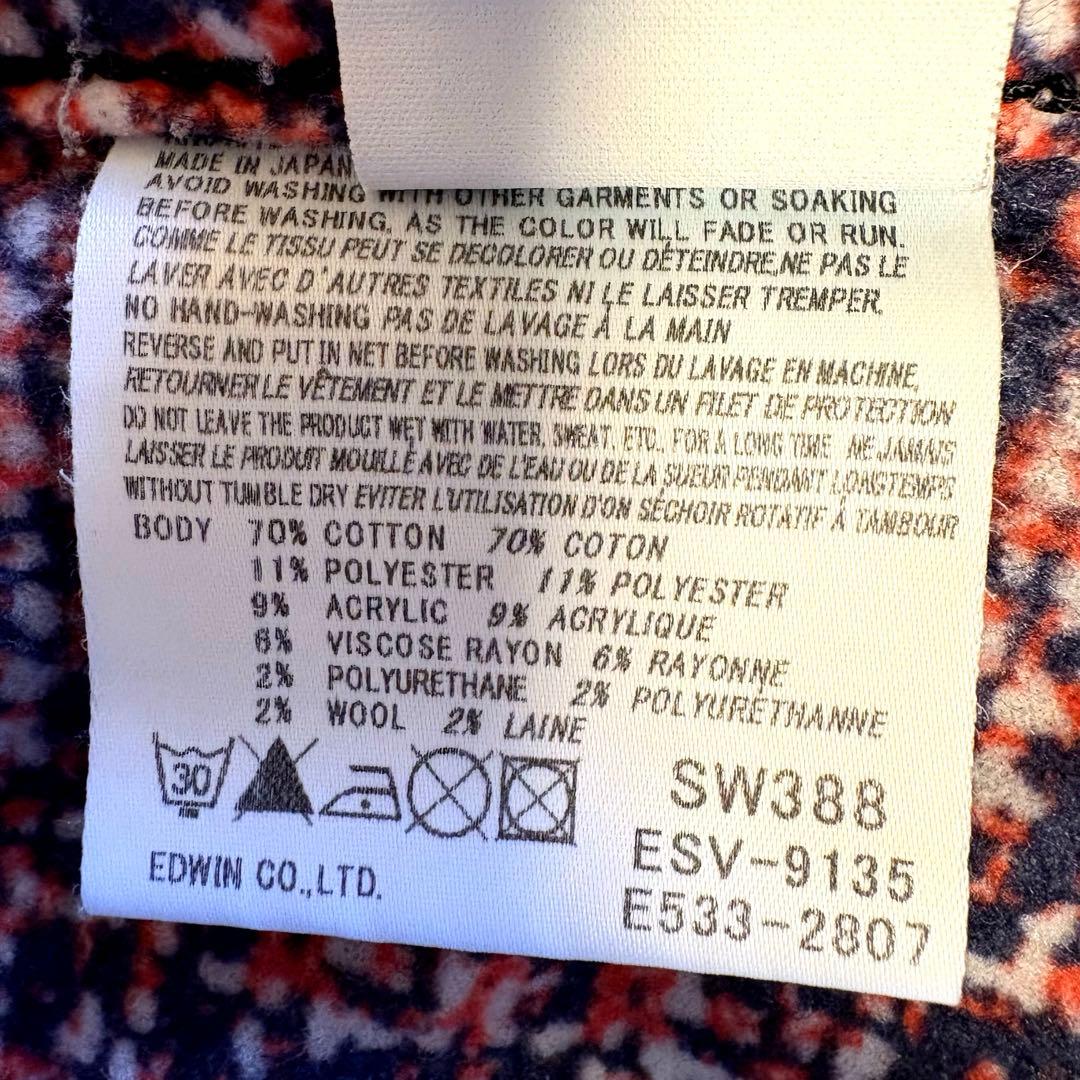 MADE IN JAPAN
AVOID WASHING WITH OTHER GARMENTS OR SOAKING
BEFORE WASHING, AS THE COLOR WILL FADE OR RUN.
COMME LE TISSU PEUT SE DECOLORER OU DÉTEINDRE,NE PAS LE
LAVER AVEC D'AUTRES TEXTILES NI LE LAISSER TREMPER.
NO HAND-WASHING PAS DE LAVAGE À LA MAIN
REVERSE AND PUT IN NET BEFORE WASHING LORS DU LAVAGE EN MACHINE,
RETOURNER LE VÊTEMENT ET LE METTRE DANS UN FILET DE PROTECTION
DO NOT LEAVE THE PRODUCT WET WITH WATER, SWEAT, ETC., FOR A LONG TIME NE JAMAIS
LAISSER LE PRODUIT MOUILLÉ AVEC DE L'EAU OU DE LA SUEUR PENDANT LONGTEMPS
WITHOUT TUMBLE DRY EVITER L'UTILISATION D'ON SÉCHOIR ROTATIF À TAMBOUR
BODY 70% COTTON 70% COTON
11% POLYESTER 11% POLYESTER
9% ACRYLIC 9% ACRYLIQUE
6% VISCOSE RAYON 6% RAYONNE
2% POLYURETHANE 2% POLYURÉTHANNE
2% WOOL 2% LAINE
30
SW388
ESV-9135
EDWIN CO.,LTD.
E533-2807